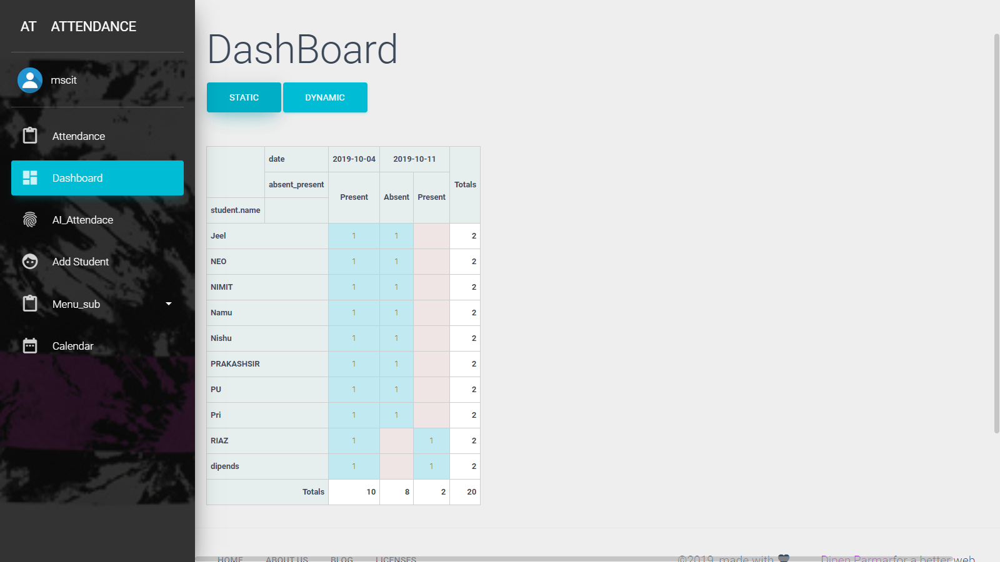 AT ATTENDANCE
mscit
Attendance
Dashboard
AI_Attendace
Add Student
Menu_sub
Calendar
DashBoard
STATIC DYNAMIC
date 2019-10-04 2019-10-11 Totals
absent_present Present Absent Present
student.name
Jeel 1 1 2
NEO 1 1 2
NIMIT 1 1 2
Namu 1 1 2
Nishu 1 1 2
PRAKASHSIR 1 1 2
PU 1 1 2
Pri 1 1 2
RIAZ 1 1 2
dipends 1 1 2
Totals 10 8 2 20
HOME ABOUT US BLOG LICENSES ©2019, made with Dipen Parmar for a better web